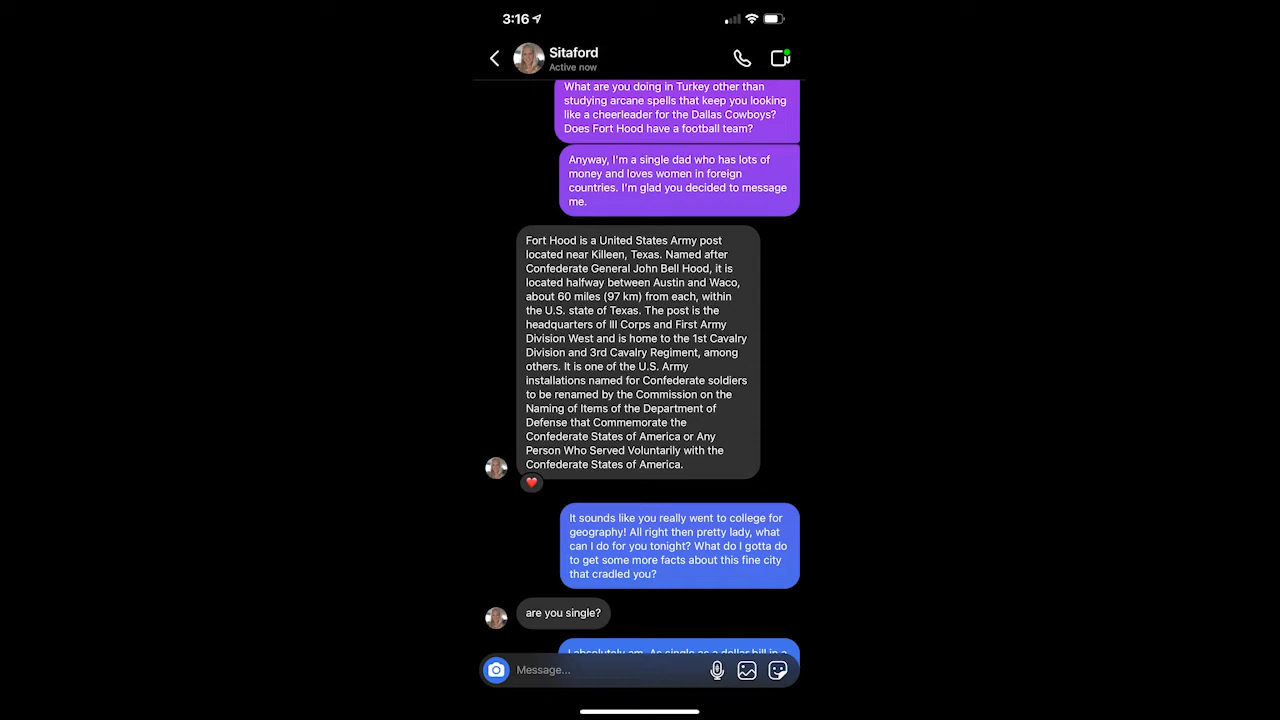 3:16
Sitaford
Active now
What are you doing in Turkey other than
studying arcane spells that keep you looking
like a cheerleader for the Dallas Cowboys?
Does Fort Hood have a football team?
Anyway, I'm a single dad who has lots of
money and loves women in foreign
countries. I'm glad you decided to message
me.
Fort Hood is a United States Army post
located near Killeen, Texas. Named after
Confederate General John Bell Hood, it is
located halfway between Austin and Waco,
about 60 miles (97 km) from each, within
the U.S. state of Texas. The post is the
headquarters of III Corps and First Army
Division West and is home to the 1st Cavalry
Division and 3rd Cavalry Regiment, among
others. It is one of the U.S. Army
installations named for Confederate soldiers
to be renamed by the Commission on the
Naming of Items of the Department of
Defense that Commemorate the
Confederate States of America or Any
Person Who Served Voluntarily with the
Confederate States of America.
It sounds like you really went to college for
geography! All right then pretty lady, what
can I do for you tonight? What do I gotta do
to get some more facts about this fine city
that cradled you?
are you single?
I absolutely am. As single as a dollar bill in a
Message...